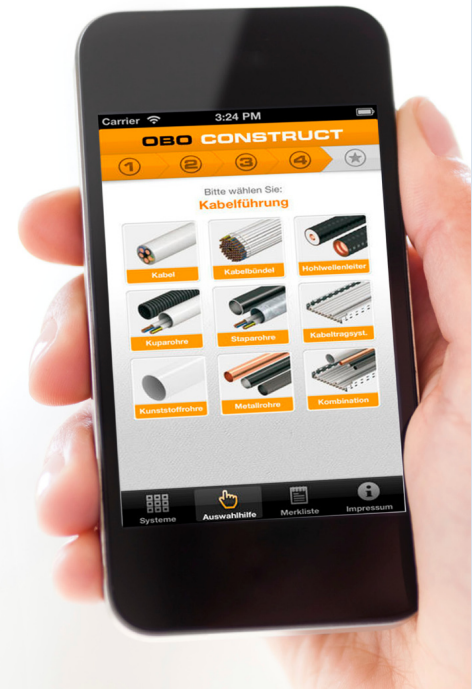 Carrier 3:24 PM
OBO CONSTRUCT
1 2 3 4
Bitte wählen Sie:
Kabelführung
Kabel Kabelbündel Hohlwellenleiter
Kuparohre Staparohre Kabeltragsyst.
Kunststoffrohre Metallrohre Kombination
Systeme Auswahlhilfe Merkliste Impressum